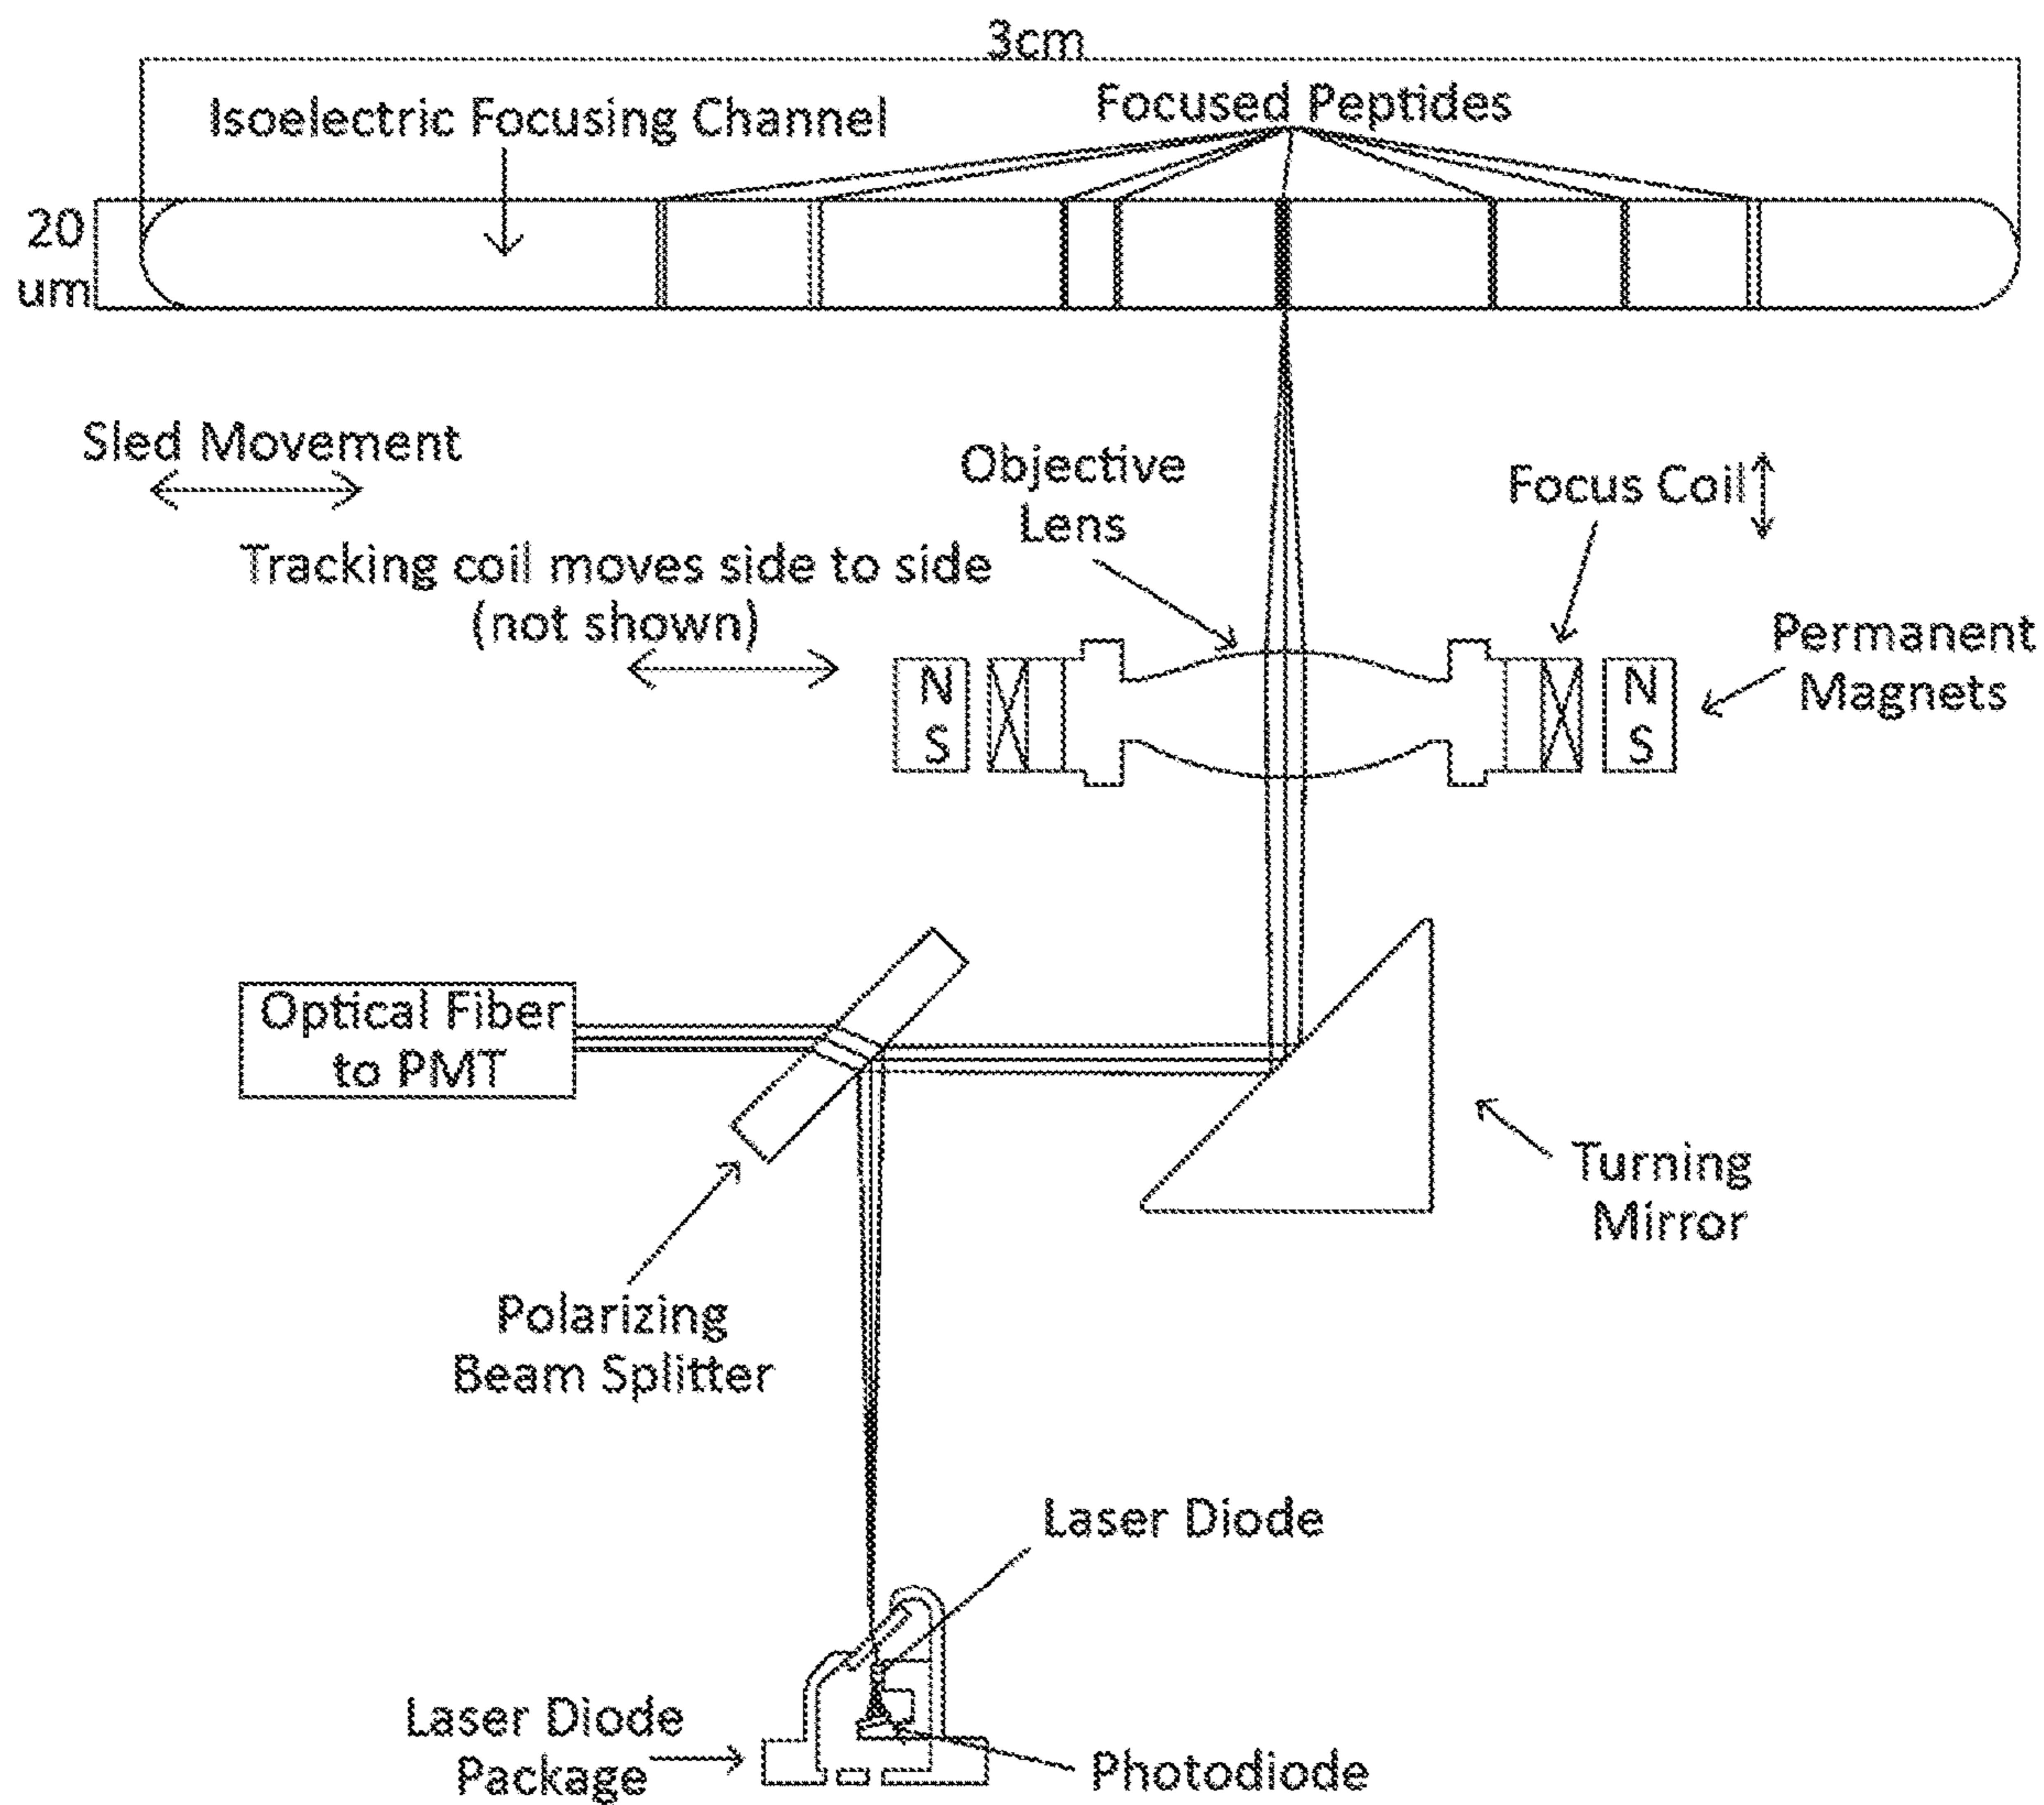 3cm
Isoelectric Focusing Channel
Focused Peptides
20
um
Sled Movement
Objective
Lens
Focus Coil
Tracking coil moves side to side
(not shown)
Permanent
Magnets
N
S
N
S
Optical Fiber
to PMT
Turning
Mirror
Polarizing
Beam Splitter
Laser Diode
Laser Diode
Package
Photodiode